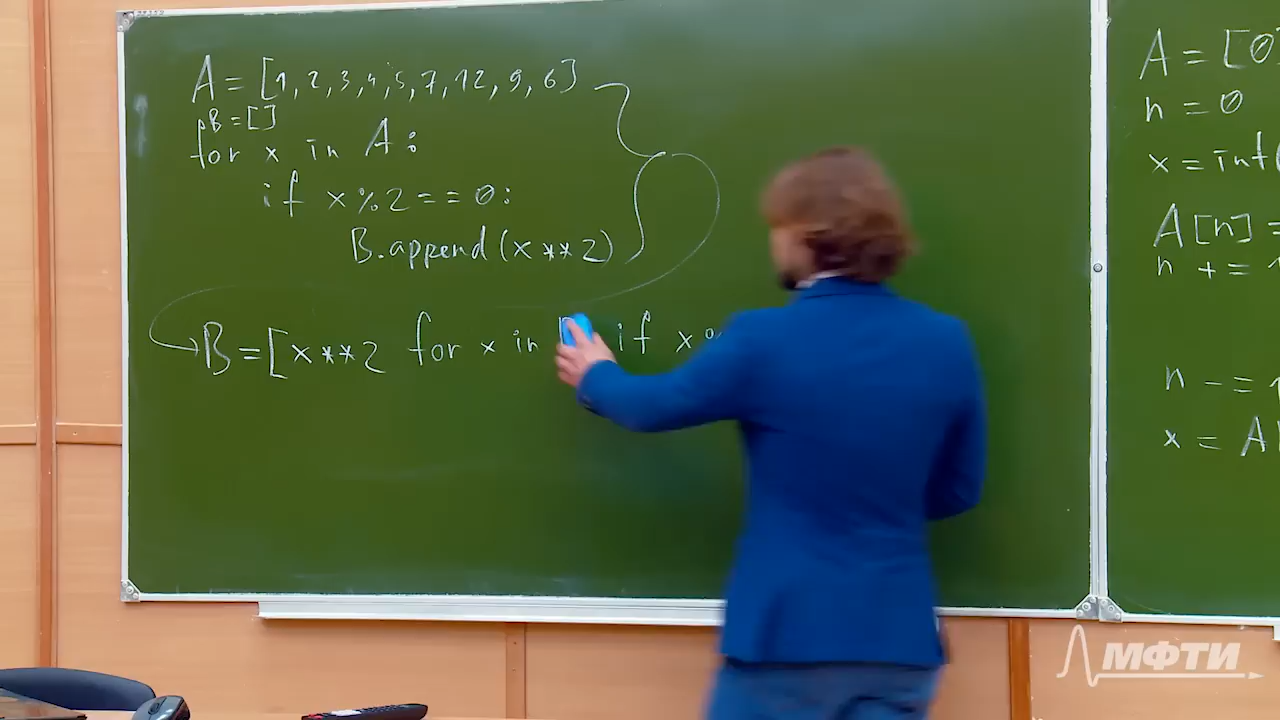 A = [1, 2, 3, 4, 5, 7, 12, 9, 6]
B = []
for x in A:
if x%2 == 0:
B.append(x**2)
B = [x**2 for x in if x%
A = [0
n = 0
x = int(
A[n] =
n += 1
n -= 1
x = A[
МФТИ